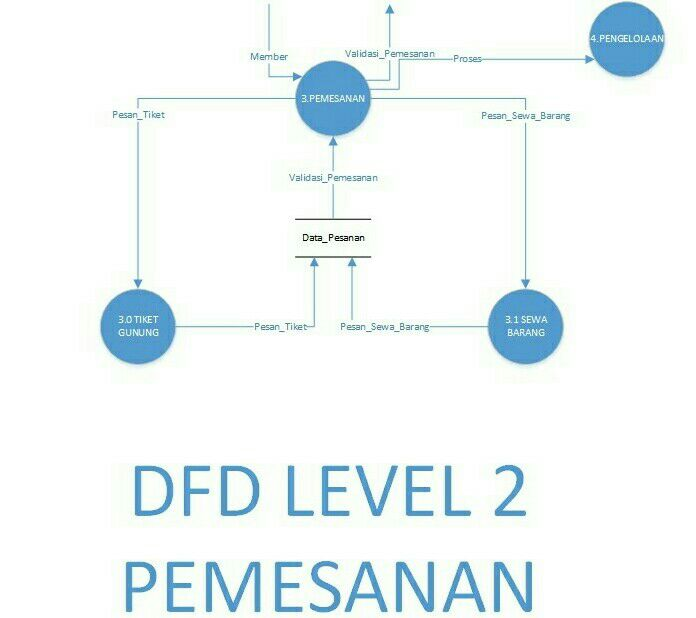 Member
Validasi_Pemesanan
Proses
4.PENGELOLAAN
3.PEMESANAN
Pesan_Tiket
Pesan_Sewa_Barang
Validasi_Pemesanan
Data_Pesanan
3.0 TIKET
GUNUNG
Pesan_Tiket
Pesan_Sewa_Barang
3.1 SEWA
BARANG
DFD LEVEL 2
PEMESANAN